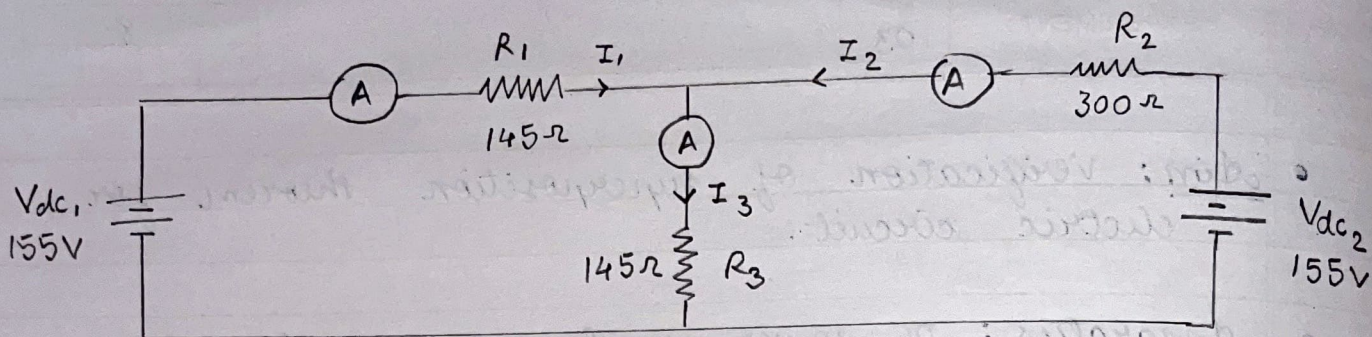 R1 I1 I2 R2
A A
145Ω 300Ω
A
I3
Vdc1
155V
145Ω R3
Vdc2
155V